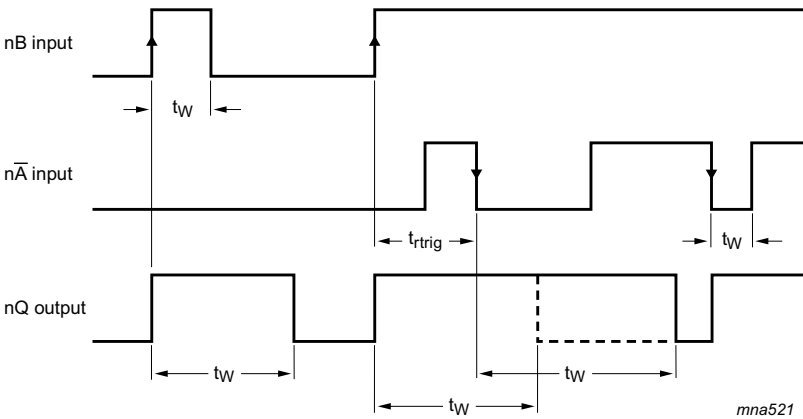 nB input
tW
nA̅ input
trtrig
tW
nQ output
tW
tW
tW
mna521